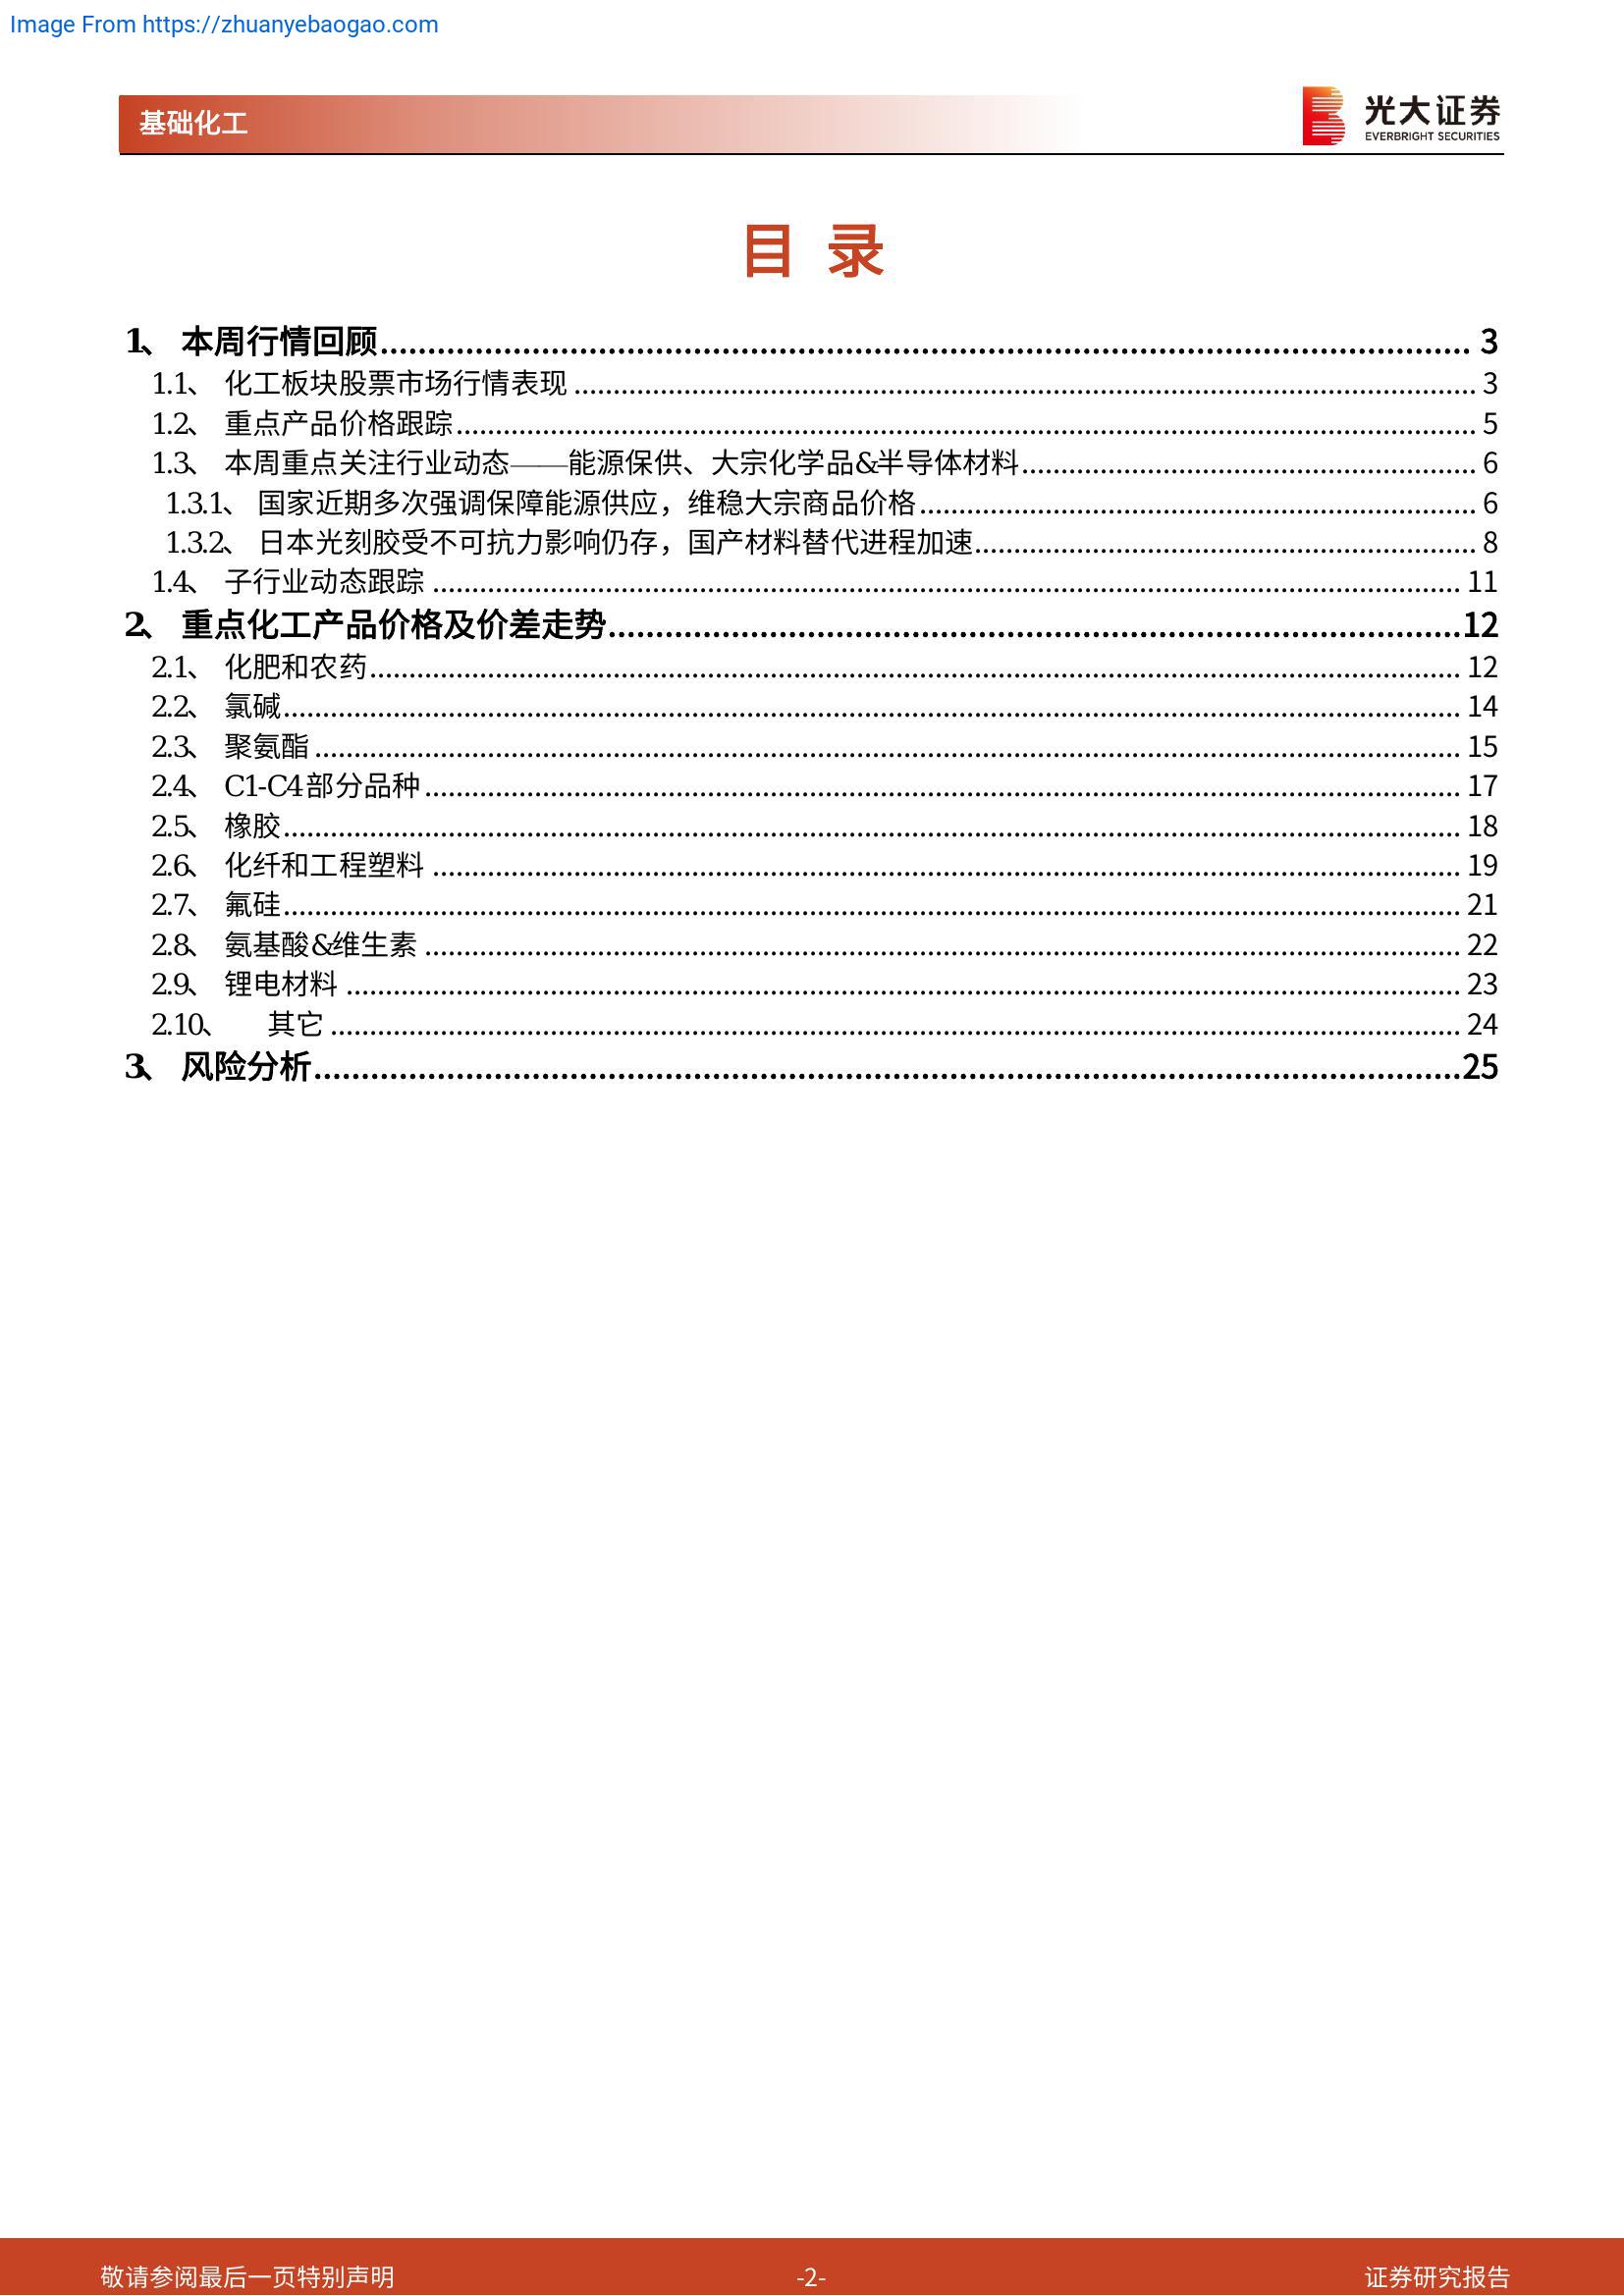 Image From https://zhuanyebaogao.com
基础化工
光大证券
EVERBRIGHT SECURITIES
目 录
1、 本周行情回顾 3
1.1、 化工板块股票市场行情表现 3
1.2、 重点产品价格跟踪 5
1.3、 本周重点关注行业动态——能源保供、大宗化学品&半导体材料 6
1.3.1、 国家近期多次强调保障能源供应，维稳大宗商品价格 6
1.3.2、 日本光刻胶受不可抗力影响仍存，国产材料替代进程加速 8
1.4、 子行业动态跟踪 11
2、 重点化工产品价格及价差走势 12
2.1、 化肥和农药 12
2.2、 氯碱 14
2.3、 聚氨酯 15
2.4、 C1-C4部分品种 17
2.5、 橡胶 18
2.6、 化纤和工程塑料 19
2.7、 氟硅 21
2.8、 氨基酸&维生素 22
2.9、 锂电材料 23
2.10、 其它 24
3、 风险分析 25
敬请参阅最后一页特别声明 -2- 证券研究报告